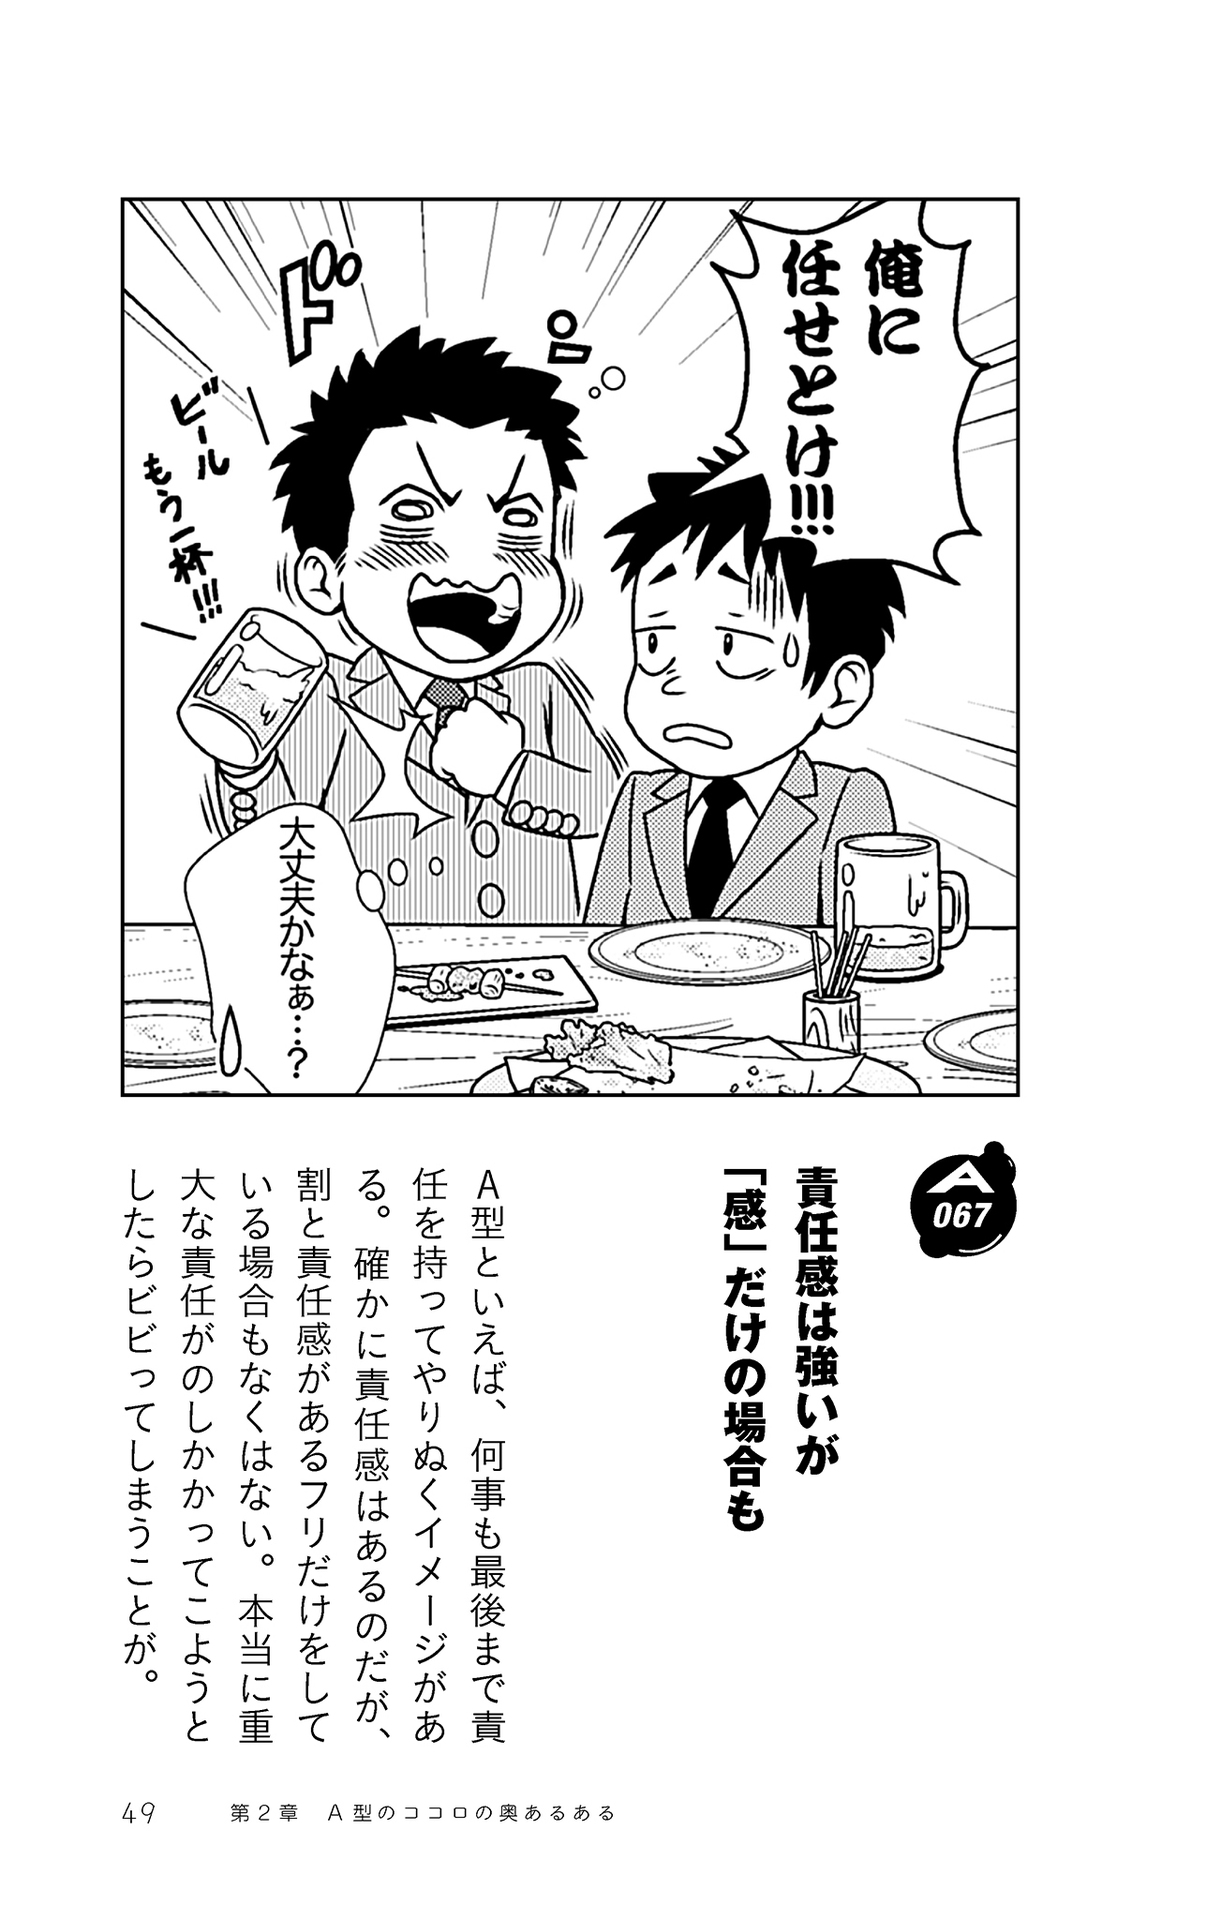 俺に
任せとけ!!!
ドン
ビール
もう一杯!!!
大丈夫かなぁ…?
A
067
責任感は強いが
「感」だけの場合も
A型といえば、何事も最後まで責
任を持ってやりぬくイメージがあ
る。確かに責任感はあるのだが、
割と責任感があるフリだけをして
いる場合もなくはない。本当に重
大な責任がのしかかってこようと
したらビビってしまうことが。
49
第2章　A型のココロの奥あるある